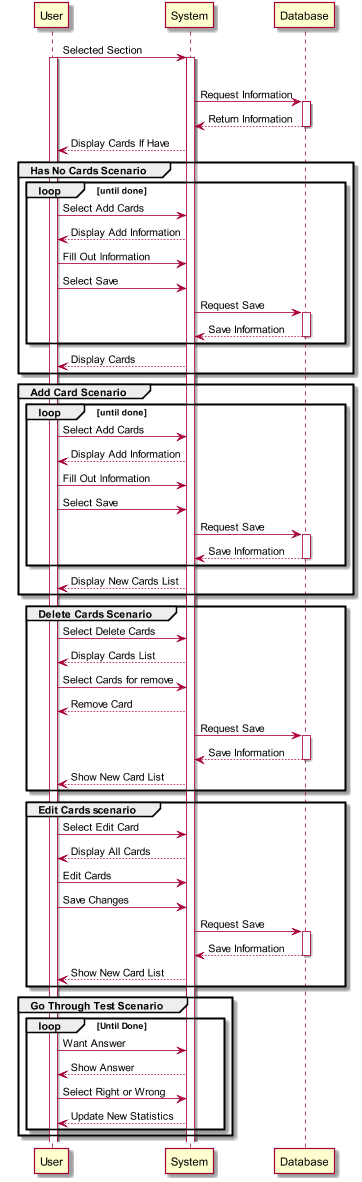 User System Database
Selected Section
Request Information
Return Information
Display Cards If Have
Has No Cards Scenario
loop [until done]
Select Add Cards
Display Add Information
Fill Out Information
Select Save
Request Save
Save Information
Display Cards
Add Card Scenario
loop [until done]
Select Add Cards
Display Add Information
Fill Out Information
Select Save
Request Save
Save Information
Display New Cards List
Delete Cards Scenario
Select Delete Cards
Display Cards List
Select Cards for remove
Remove Card
Request Save
Save Information
Show New Card List
Edit Cards scenario
Select Edit Card
Display All Cards
Edit Cards
Save Changes
Request Save
Save Information
Show New Card List
Go Through Test Scenario
loop [Until Done]
Want Answer
Show Answer
Select Right or Wrong
Update New Statistics
User System Database